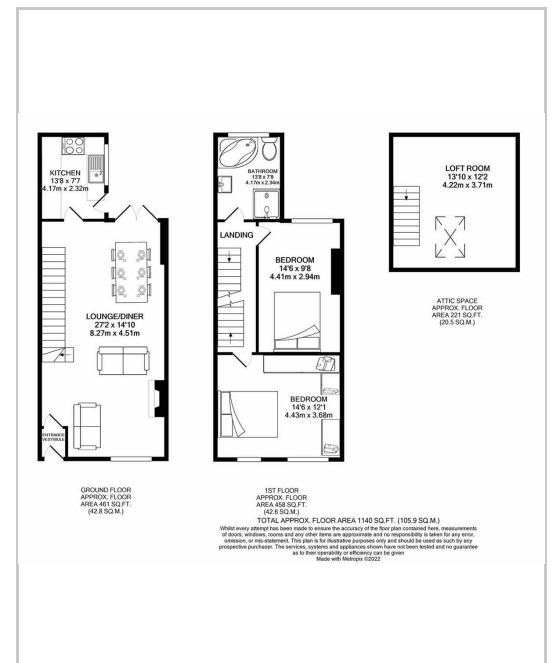 KITCHEN
13'8 x 7'7
4.17m x 2.32m
LOUNGE/DINER
27'2 x 14'10
8.27m x 4.51m
ENTRANCE
VESTIBULE
GROUND FLOOR
APPROX. FLOOR
AREA 461 SQ.FT.
(42.8 SQ.M.)
BATHROOM
13'8 x 7'8
4.17m x 2.34m
LANDING
BEDROOM
14'6 x 9'8
4.41m x 2.94m
BEDROOM
14'6 x 12'1
4.43m x 3.68m
1ST FLOOR
APPROX. FLOOR
AREA 458 SQ.FT.
(42.6 SQ.M.)
LOFT ROOM
13'10 x 12'2
4.22m x 3.71m
ATTIC SPACE
APPROX. FLOOR
AREA 221 SQ.FT.
(20.5 SQ.M.)
TOTAL APPROX. FLOOR AREA 1140 SQ.FT. (105.9 SQ.M.)
Whilst every attempt has been made to ensure the accuracy of the floor plan contained here, measurements
of doors, windows, rooms and any other items are approximate and no responsibility is taken for any error,
omission, or mis-statement. This plan is for illustrative purposes only and should be used as such by any
prospective purchaser. The services, systems and appliances shown have not been tested and no guarantee
as to their operability or efficiency can be given
Made with Metropix ©2022